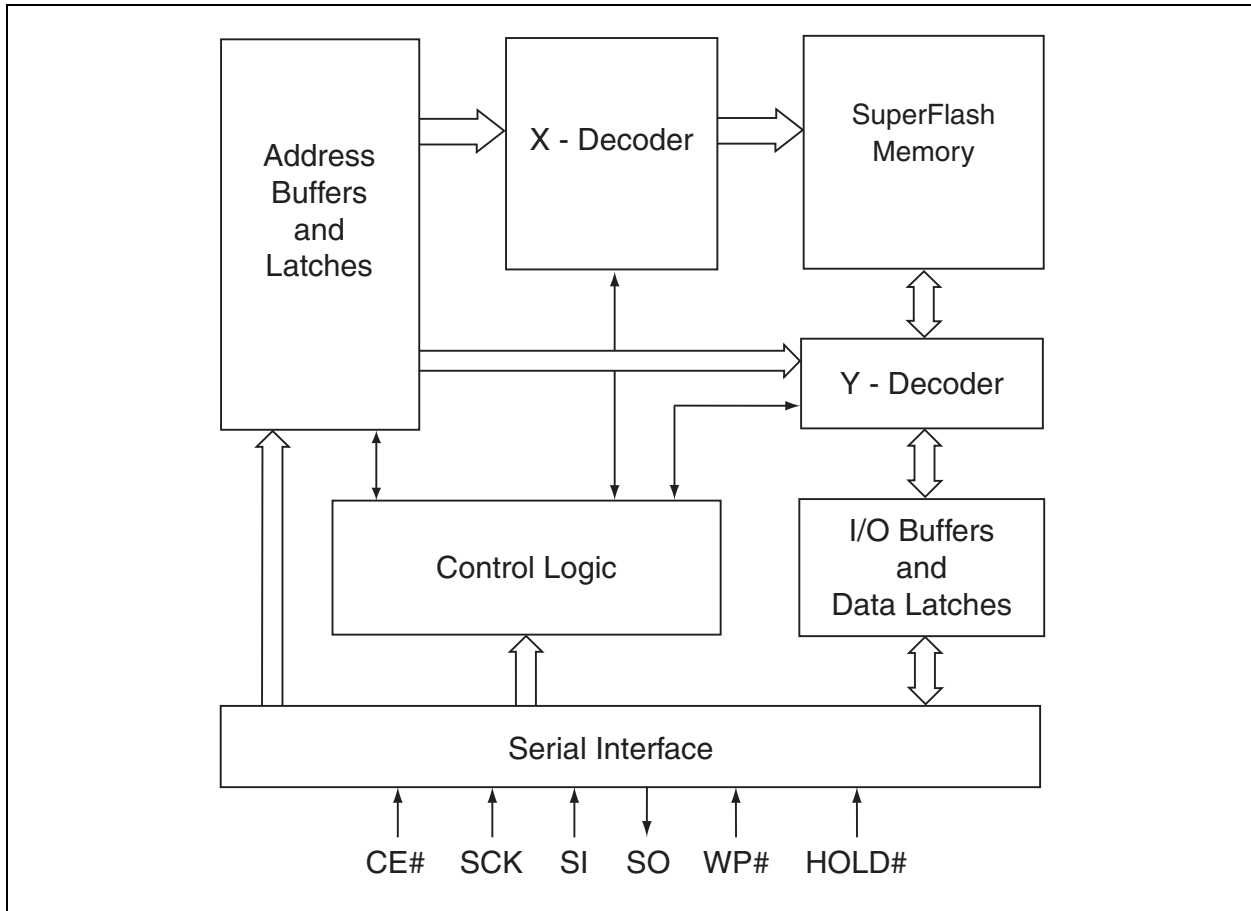 Address
Buffers
and
Latches
X - Decoder
SuperFlash
Memory
Y - Decoder
Control Logic
I/O Buffers
and
Data Latches
Serial Interface
CE# SCK SI SO WP# HOLD#